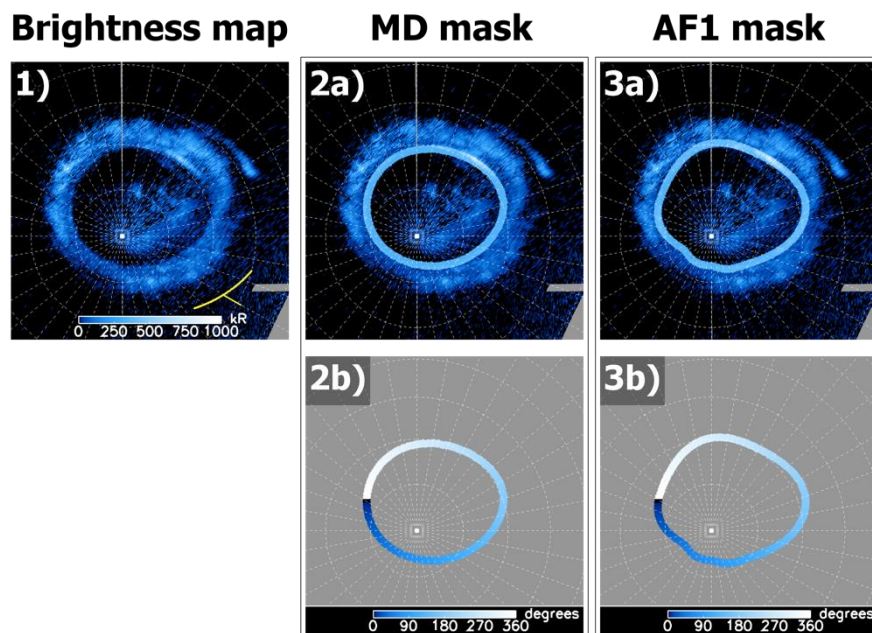 Brightness map MD mask AF1 mask
1) 2a) 3a)
kR
0 250 500 750 1000
2b) 3b)
degrees degrees
0 90 180 270 360 0 90 180 270 360